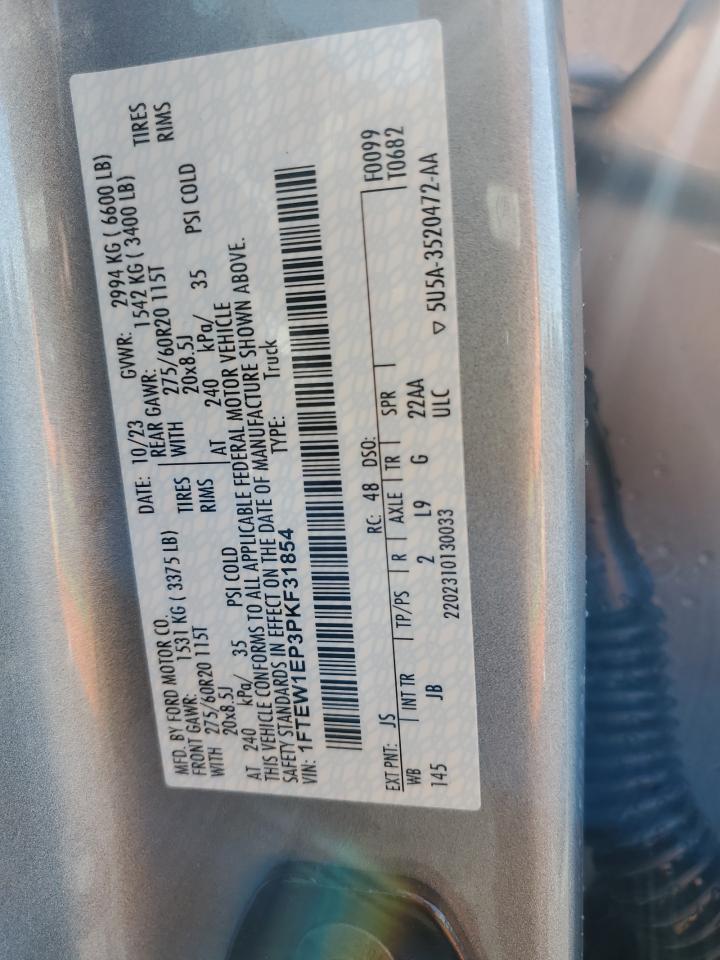 MFD. BY FORD MOTOR CO. DATE: 10/23 GVWR: 2994 KG ( 6600 LB)
FRONT GAWR: 1531 KG ( 3375 LB) REAR GAWR: 1542 KG ( 3400 LB)
WITH 275/60R20 115T TIRES WITH 275/60R20 115T TIRES
20x8.5J RIMS 20x8.5J RIMS
AT 240 kPa/ 35 PSI COLD AT 240 kPa/ 35 PSI COLD
THIS VEHICLE CONFORMS TO ALL APPLICABLE FEDERAL MOTOR VEHICLE
SAFETY STANDARDS IN EFFECT ON THE DATE OF MANUFACTURE SHOWN ABOVE.
VIN: 1FTEW1EP3PKF31854 TYPE: Truck
EXT PNT: JS RC: 48 DSO: F0099
WB INT TR TP/PS R AXLE TR SPR T0682
145 JB 2 L9 G 22AA
2202310130033 ULC ▽ 5U5A-3520472-AA